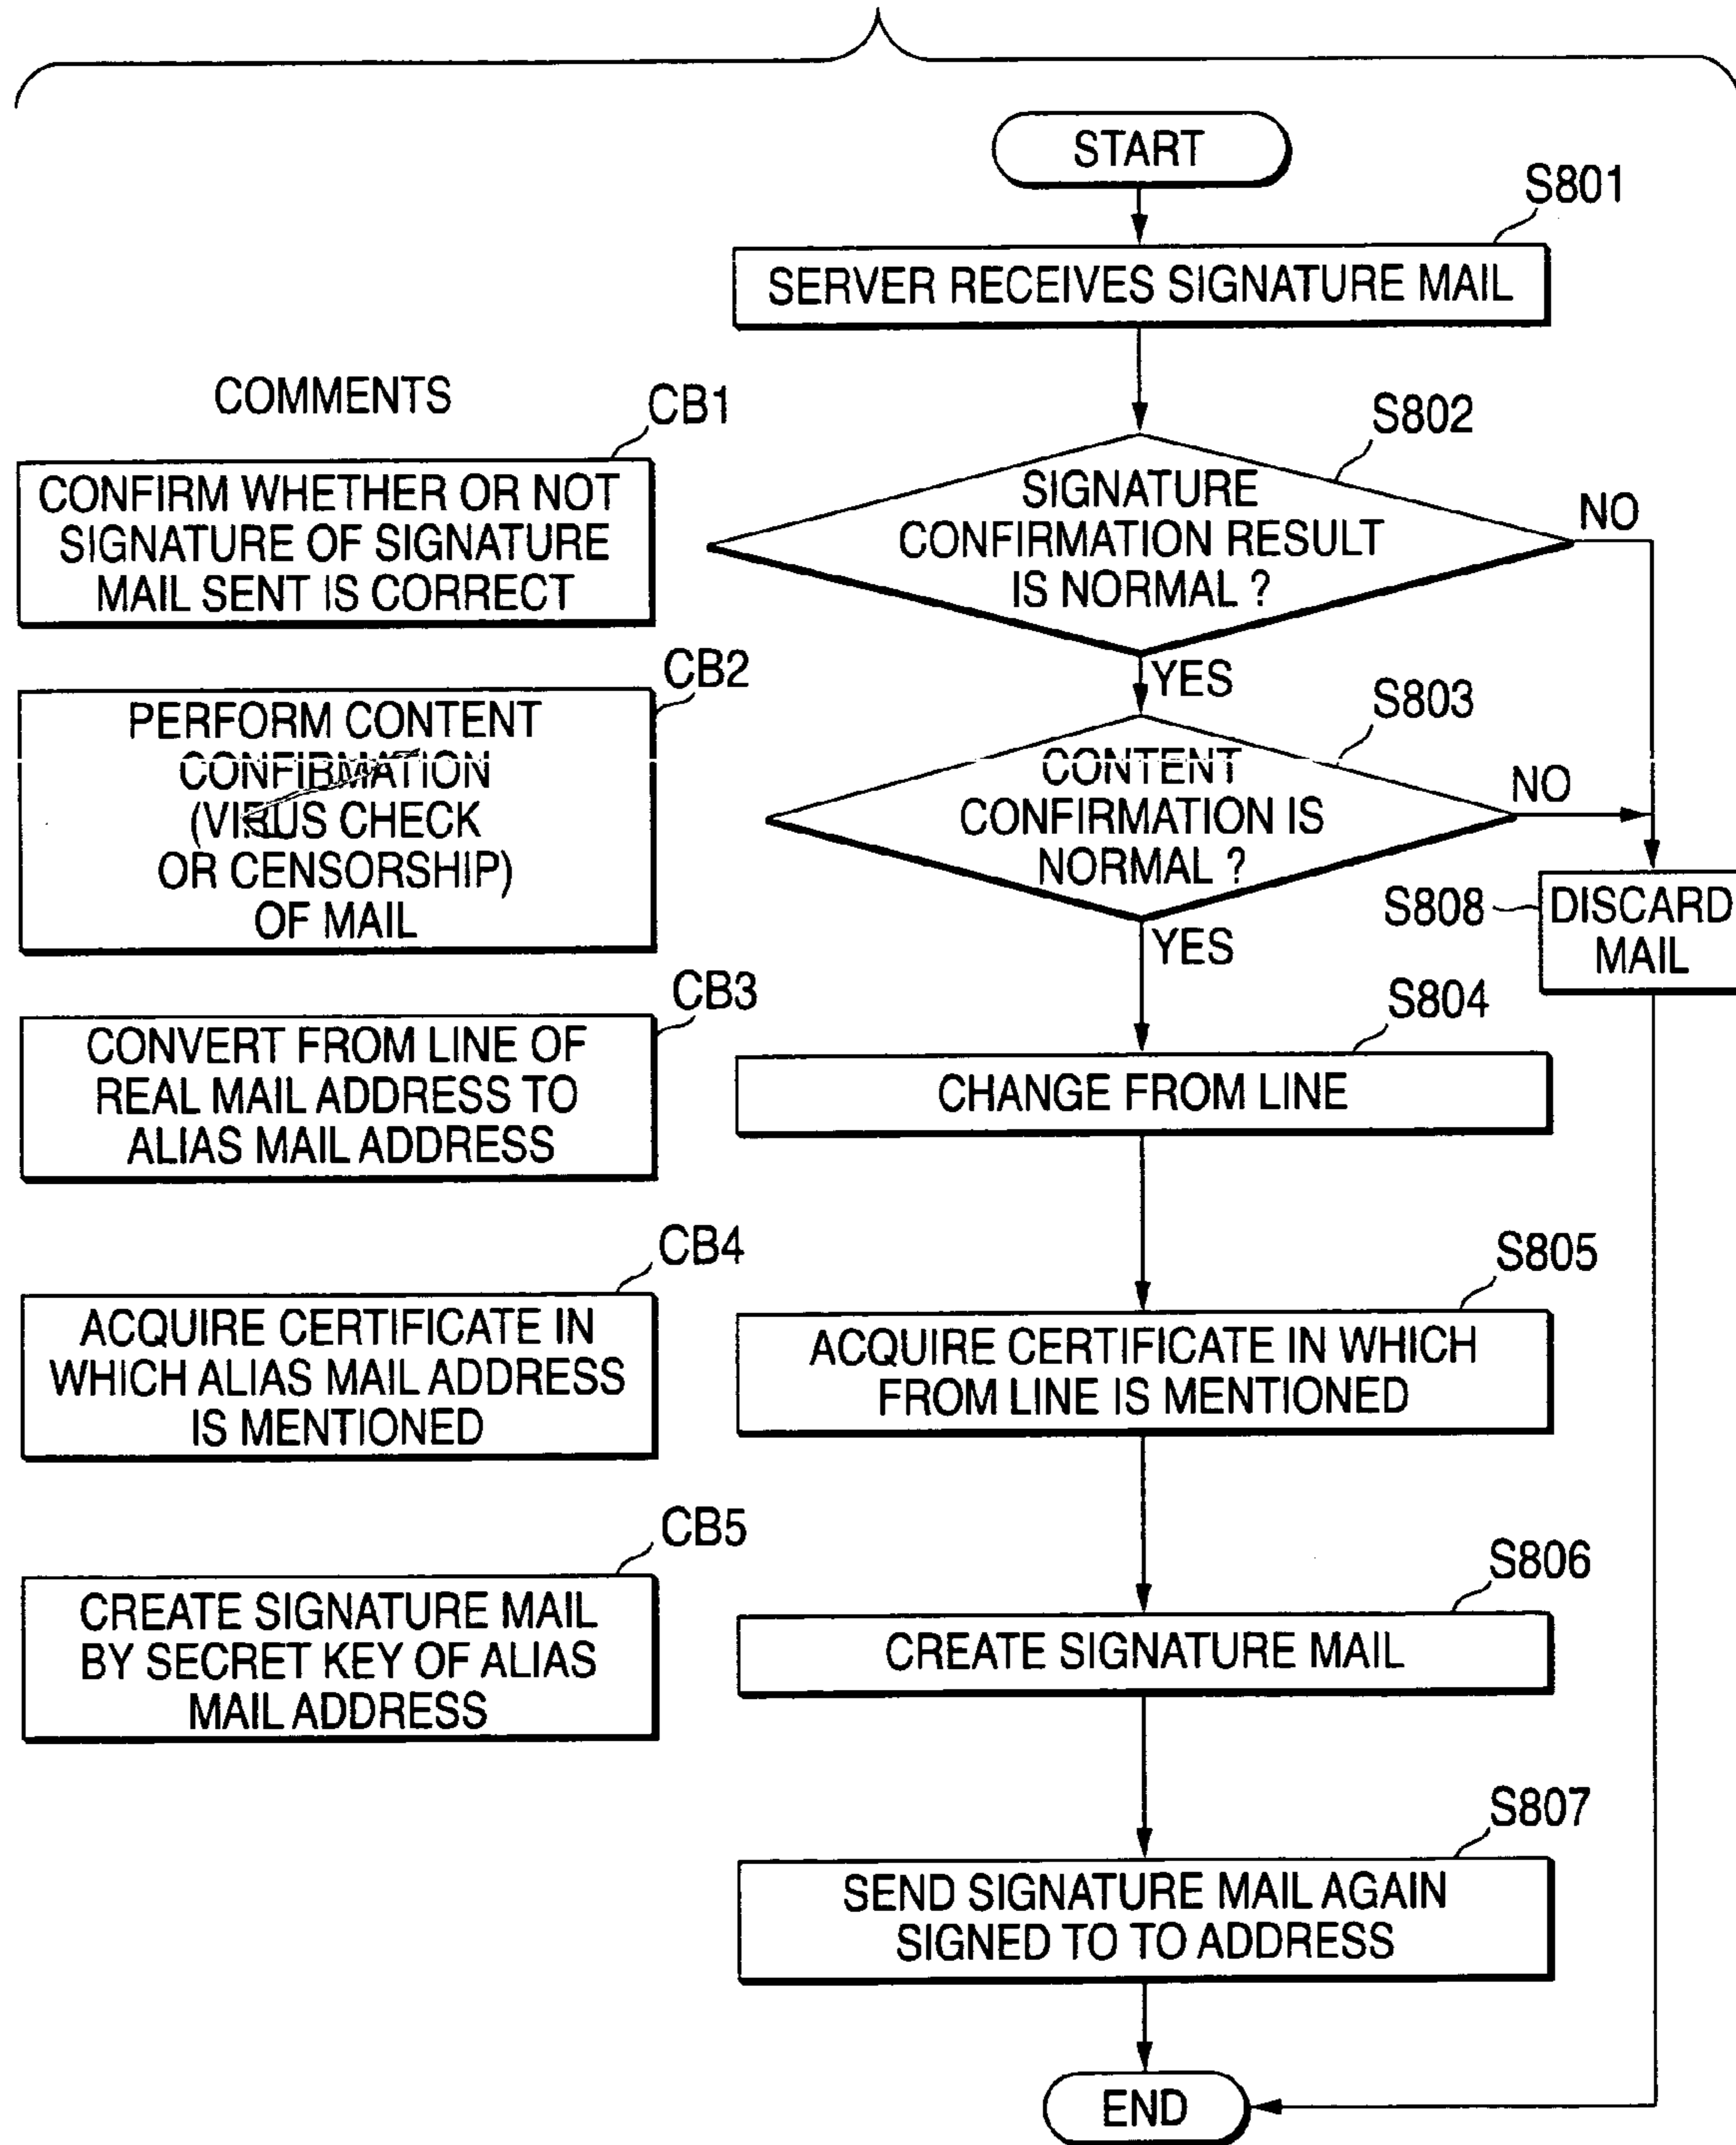 START
S801
SERVER RECEIVES SIGNATURE MAIL
COMMENTS
CB1
CONFIRM WHETHER OR NOT
SIGNATURE OF SIGNATURE
MAIL SENT IS CORRECT
S802
SIGNATURE
CONFIRMATION RESULT
IS NORMAL ?
NO
YES
CB2
PERFORM CONTENT
CONFIRMATION
(VIRUS CHECK
OR CENSORSHIP)
OF MAIL
S803
CONTENT
CONFIRMATION IS
NORMAL ?
NO
YES
S808
DISCARD
MAIL
CB3
CONVERT FROM LINE OF
REAL MAIL ADDRESS TO
ALIAS MAIL ADDRESS
S804
CHANGE FROM LINE
CB4
ACQUIRE CERTIFICATE IN
WHICH ALIAS MAIL ADDRESS
IS MENTIONED
S805
ACQUIRE CERTIFICATE IN WHICH
FROM LINE IS MENTIONED
CB5
CREATE SIGNATURE MAIL
BY SECRET KEY OF ALIAS
MAIL ADDRESS
S806
CREATE SIGNATURE MAIL
S807
SEND SIGNATURE MAIL AGAIN
SIGNED TO TO ADDRESS
END